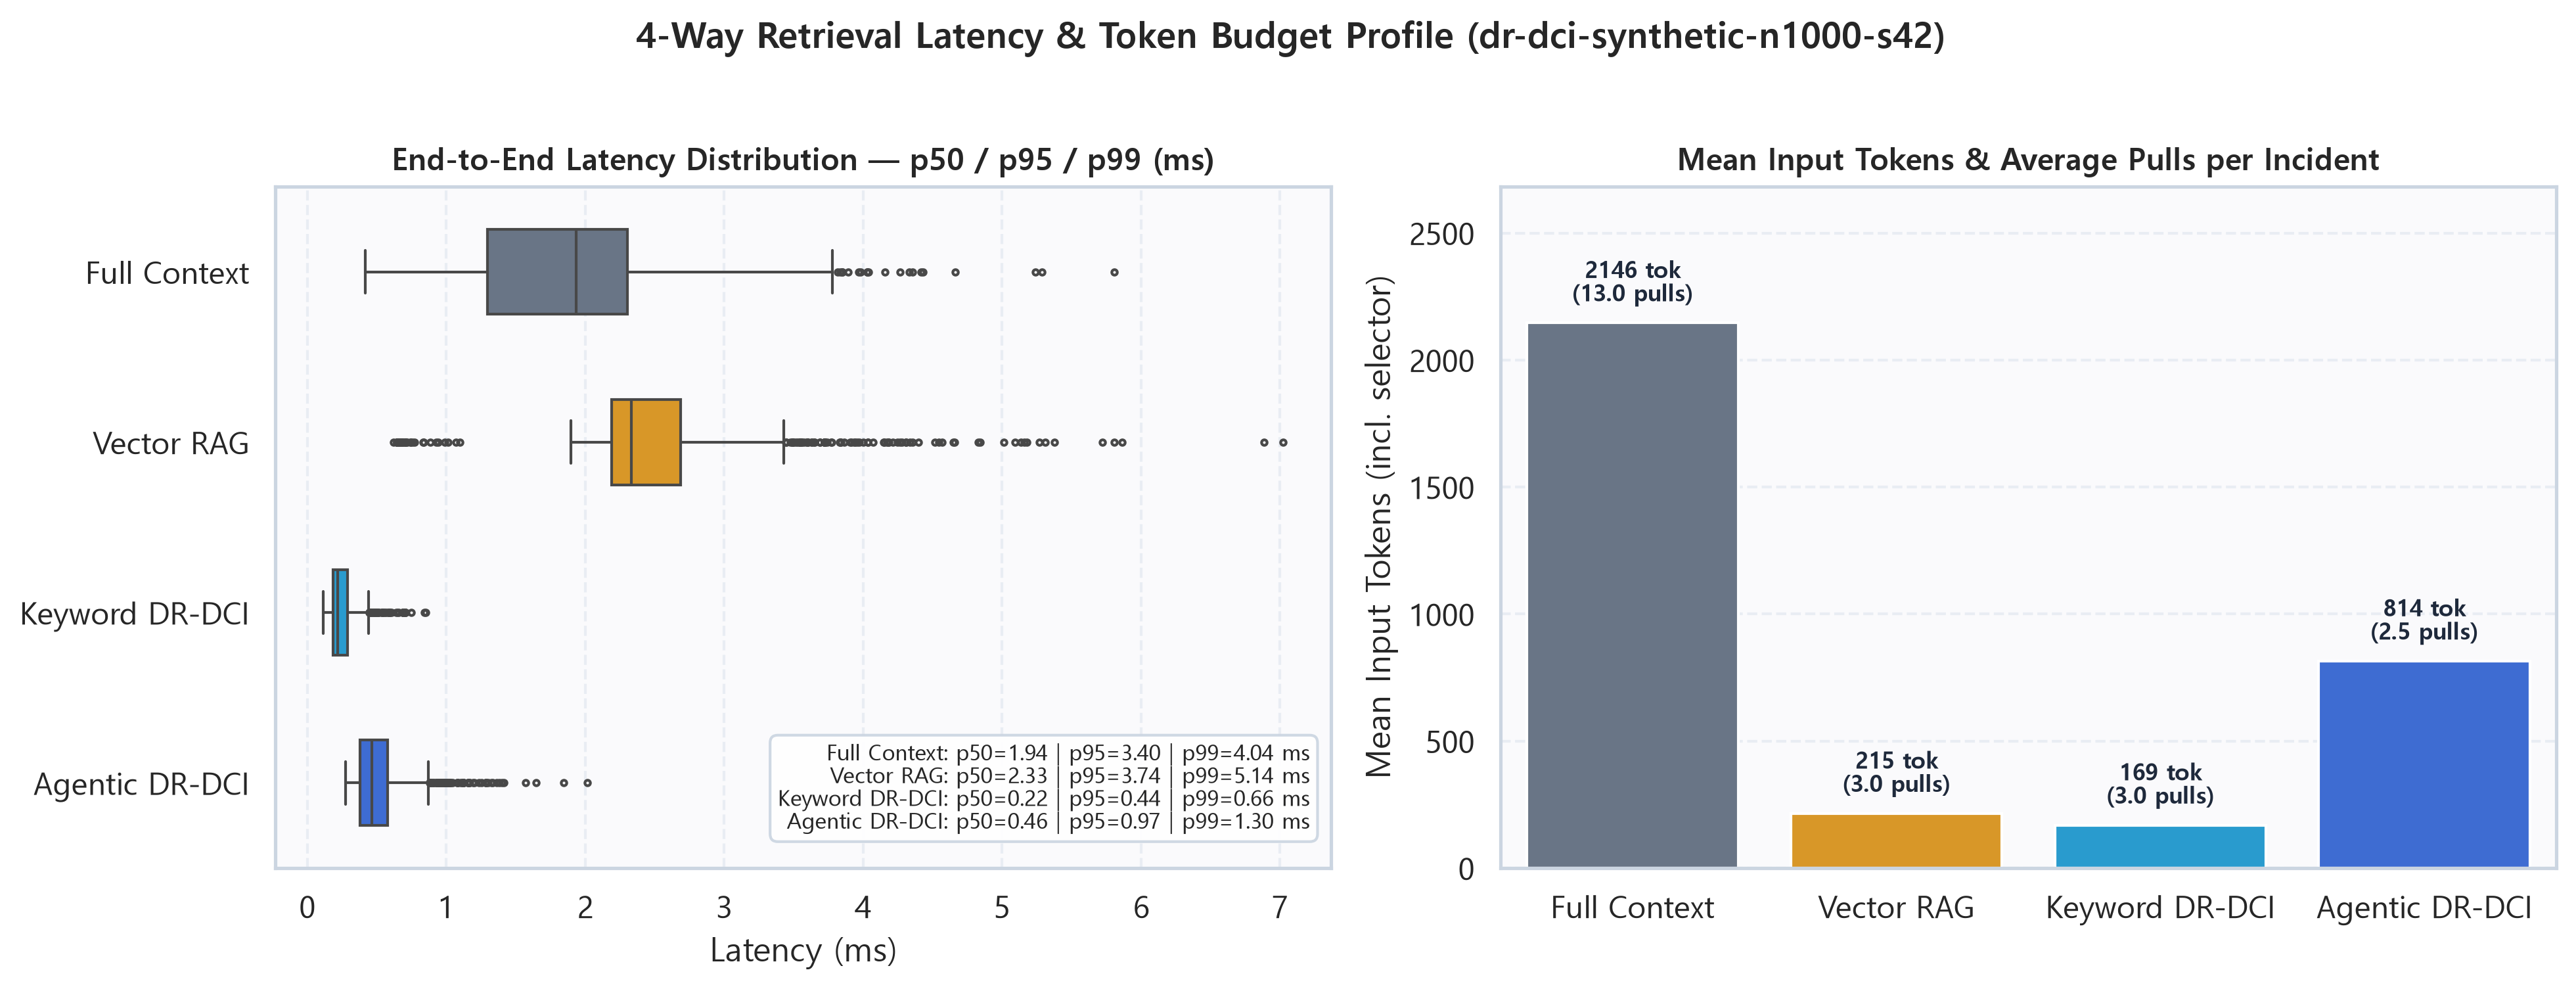 4-Way Retrieval Latency & Token Budget Profile (dr-dci-synthetic-n1000-s42)
End-to-End Latency Distribution — p50 / p95 / p99 (ms)
Full Context
Vector RAG
Keyword DR-DCI
Agentic DR-DCI
Full Context: p50=1.94 | p95=3.40 | p99=4.04 ms
Vector RAG: p50=2.33 | p95=3.74 | p99=5.14 ms
Keyword DR-DCI: p50=0.22 | p95=0.44 | p99=0.66 ms
Agentic DR-DCI: p50=0.46 | p95=0.97 | p99=1.30 ms
0 1 2 3 4 5 6 7
Latency (ms)
Mean Input Tokens & Average Pulls per Incident
Mean Input Tokens (incl. selector)
2500
2000
1500
1000
500
0
2146 tok
(13.0 pulls)
215 tok
(3.0 pulls)
169 tok
(3.0 pulls)
814 tok
(2.5 pulls)
Full Context Vector RAG Keyword DR-DCI Agentic DR-DCI